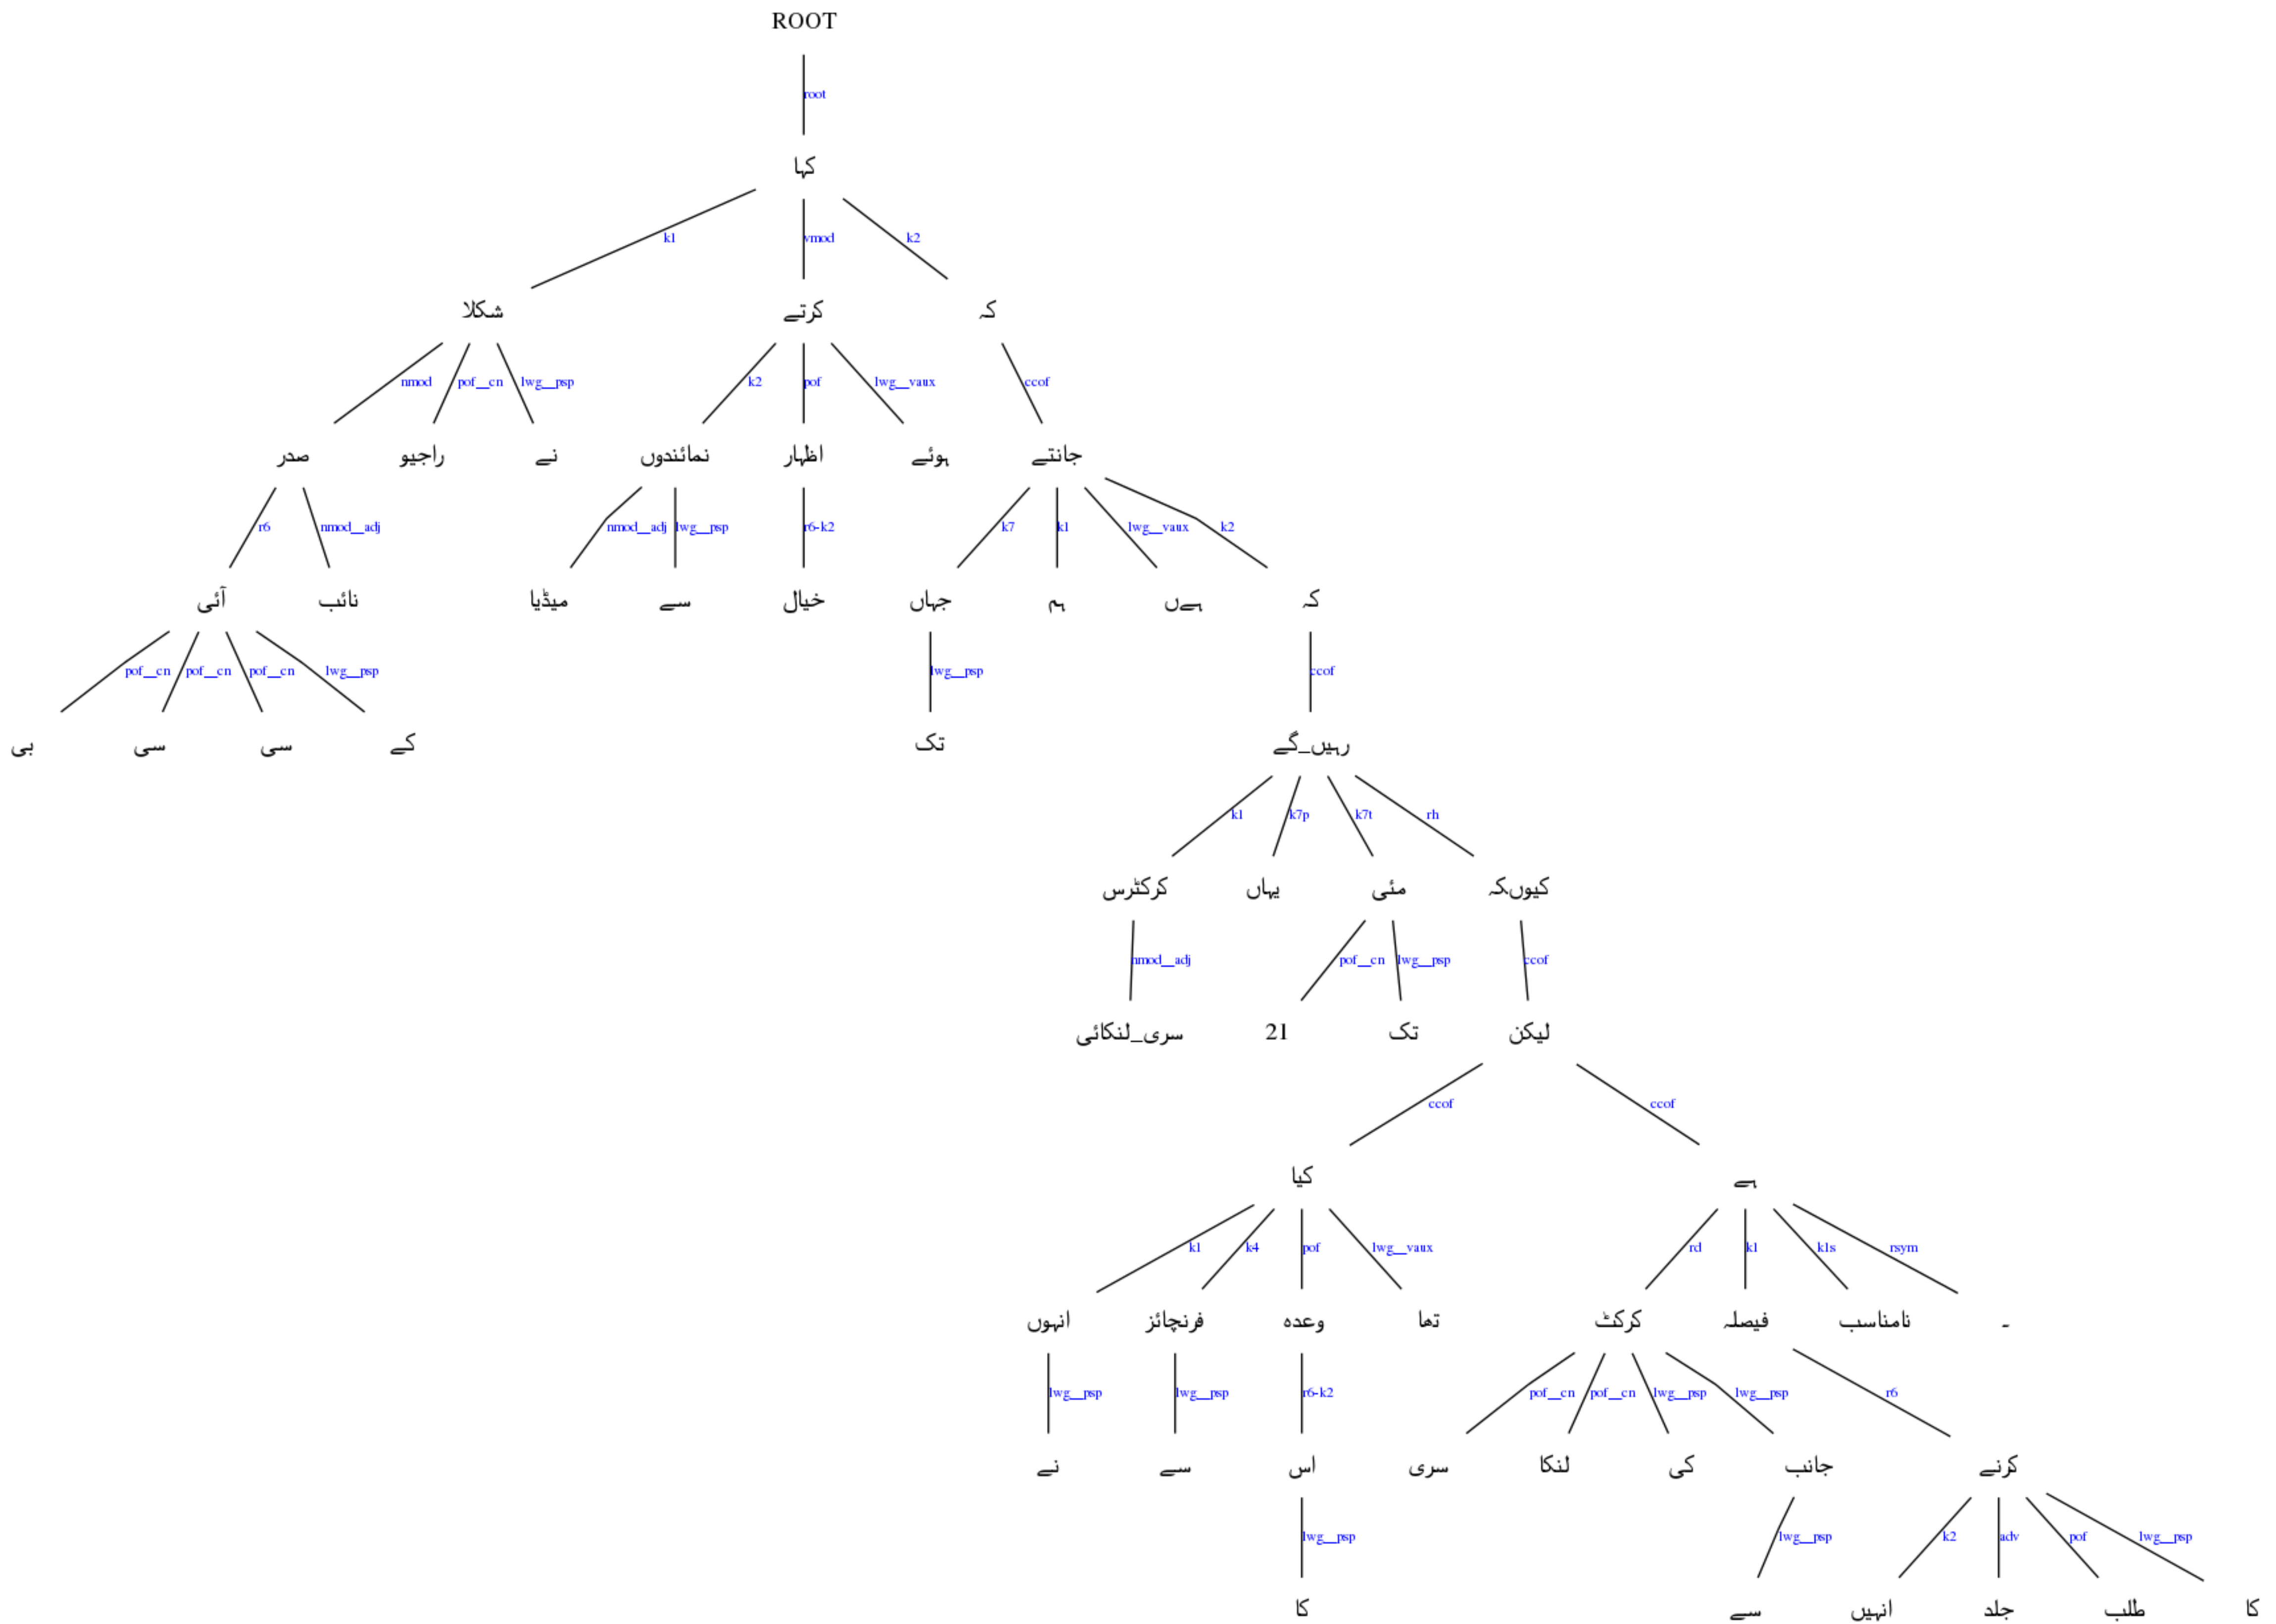 ROOT
root
کہا
k1 vmod k2
شکلا کرتے کہ
nmod pof__cn lwg__psp k2 pof lwg__vaux ccof
صدر راجیو نے نمائندوں اظہار ہوئے جانتے
r6 nmod__adj nmod__adj lwg__psp r6-k2 k7 k1 lwg__vaux k2
آئی نائب میڈیا سے خیال جہاں ہم ہےں کہ
pof__cn pof__cn pof__cn lwg__psp lwg__psp ccof
بی سی سی کے تک رہیں_گے
k1 k7p k7t rh
کرکٹرس یہاں مئی کیوںکہ
nmod__adj pof__cn lwg__psp ccof
سری_لنکائی 21 تک لیکن
ccof ccof
کیا ہے
k1 k4 pof lwg__vaux rd k1 k1s rsym
انہوں فرنچائز وعدہ تھا کرکٹ فیصلہ نامناسب ۔
lwg__psp lwg__psp r6-k2 pof__cn pof__cn lwg__psp lwg__psp r6
نے سے اس سری لنکا کی جانب کرنے
lwg__psp lwg__psp k2 adv pof lwg__psp
کا سے انہیں جلد طلب کا